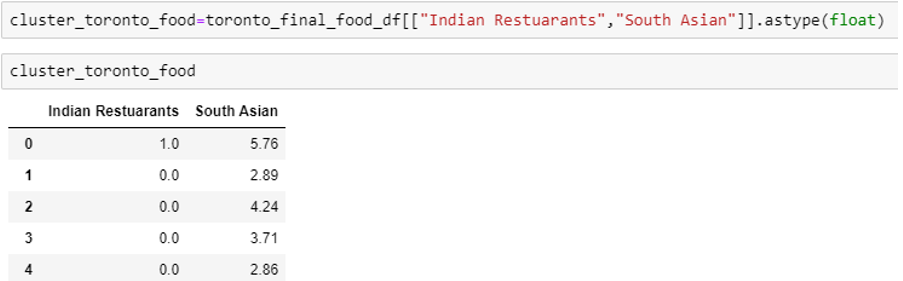 cluster_toronto_food=toronto_final_food_df[["Indian Restuarants","South Asian"]].astype(float)
cluster_toronto_food
Indian Restuarants South Asian
0 1.0 5.76
1 0.0 2.89
2 0.0 4.24
3 0.0 3.71
4 0.0 2.86